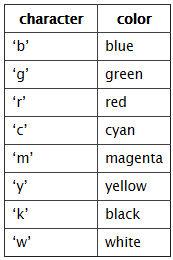 character color
‘b’ blue
‘g’ green
‘r’ red
‘c’ cyan
‘m’ magenta
‘y’ yellow
‘k’ black
‘w’ white